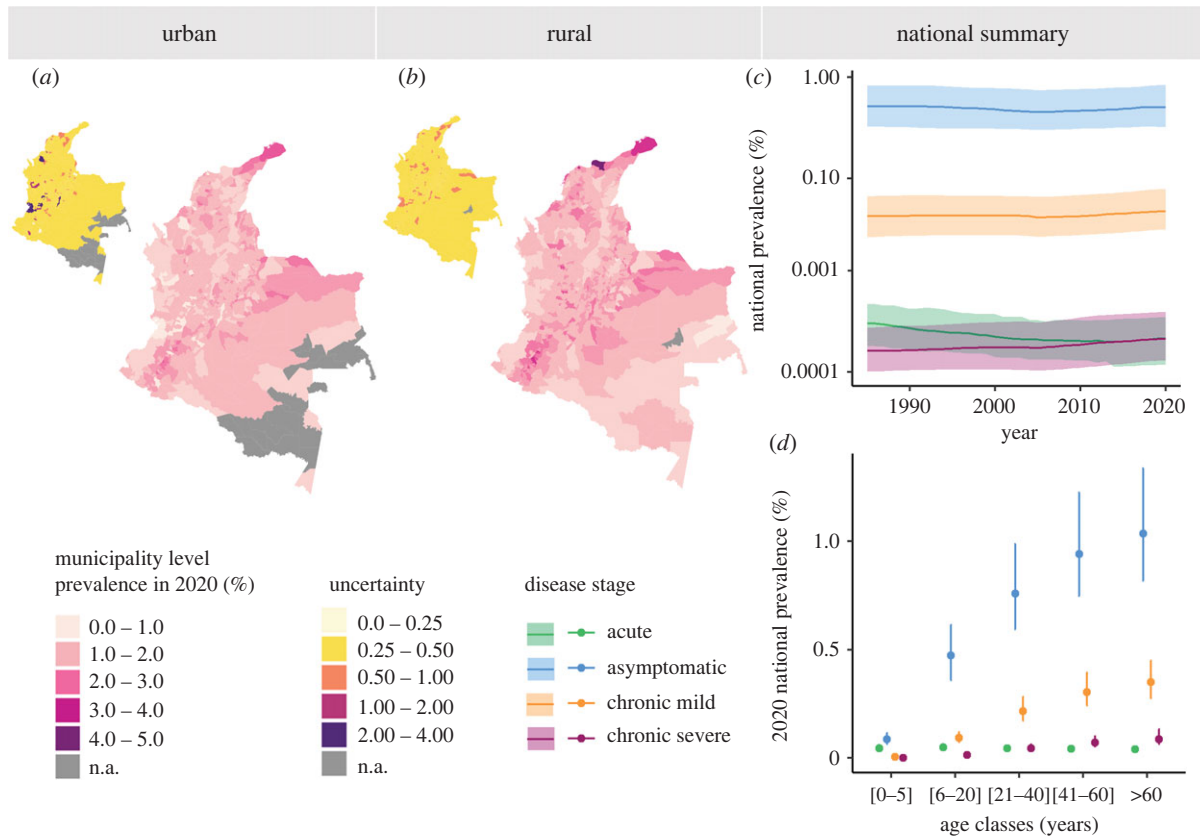 urban
rural
national summary
(a)
(b)
(c)
1.00
0.10
0.001
0.0001
national prevalence (%)
1990
2000
2010
2020
year
(d)
1.0
0.5
0
2020 national prevalence (%)
[0–5]
[6–20]
[21–40]
[41–60]
>60
age classes (years)
municipality level
prevalence in 2020 (%)
0.0 – 1.0
1.0 – 2.0
2.0 – 3.0
3.0 – 4.0
4.0 – 5.0
n.a.
uncertainty
0.0 – 0.25
0.25 – 0.50
0.50 – 1.00
1.00 – 2.00
2.00 – 4.00
n.a.
disease stage
acute
asymptomatic
chronic mild
chronic severe